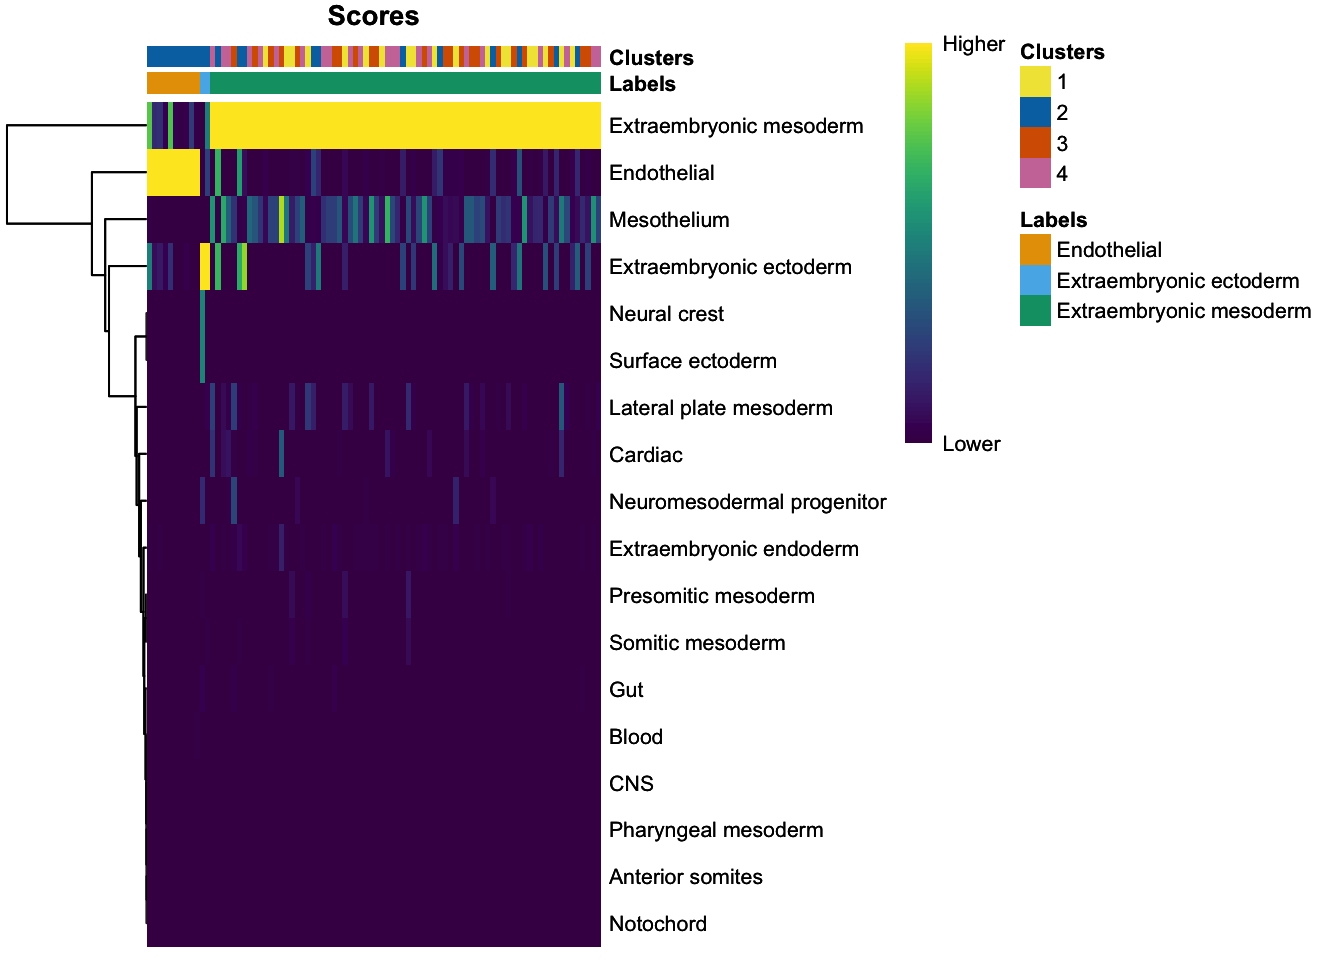 Scores
Clusters
Labels
Extraembryonic mesoderm
Endothelial
Mesothelium
Extraembryonic ectoderm
Neural crest
Surface ectoderm
Lateral plate mesoderm
Cardiac
Neuromesodermal progenitor
Extraembryonic endoderm
Presomitic mesoderm
Somitic mesoderm
Gut
Blood
CNS
Pharyngeal mesoderm
Anterior somites
Notochord
Higher
Lower
Clusters
1
2
3
4
Labels
Endothelial
Extraembryonic ectoderm
Extraembryonic mesoderm